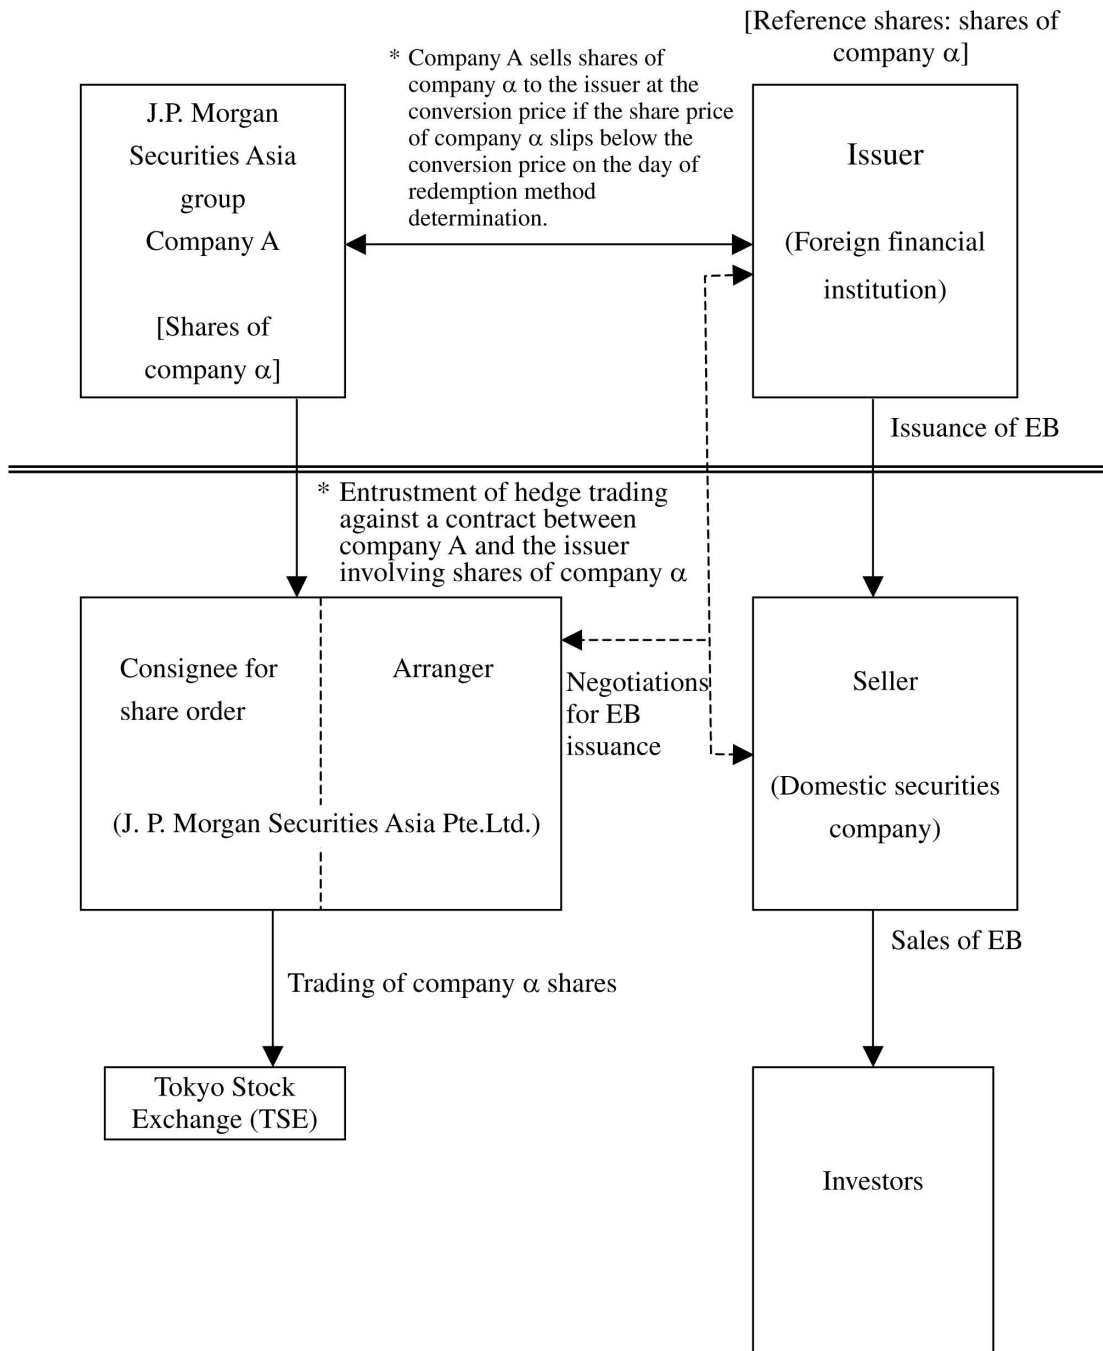 [Reference shares: shares of
company α]
* Company A sells shares of
company α to the issuer at the
conversion price if the share price
of company α slips below the
conversion price on the day of
redemption method
determination.
J.P. Morgan
Securities Asia
group
Company A
[Shares of
company α]
Issuer
(Foreign financial
institution)
Issuance of EB
* Entrustment of hedge trading
against a contract between
company A and the issuer
involving shares of company α
Consignee for
share order
Arranger
(J. P. Morgan Securities Asia Pte.Ltd.)
Negotiations
for EB
issuance
Seller
(Domestic securities
company)
Sales of EB
Trading of company α shares
Tokyo Stock
Exchange (TSE)
Investors